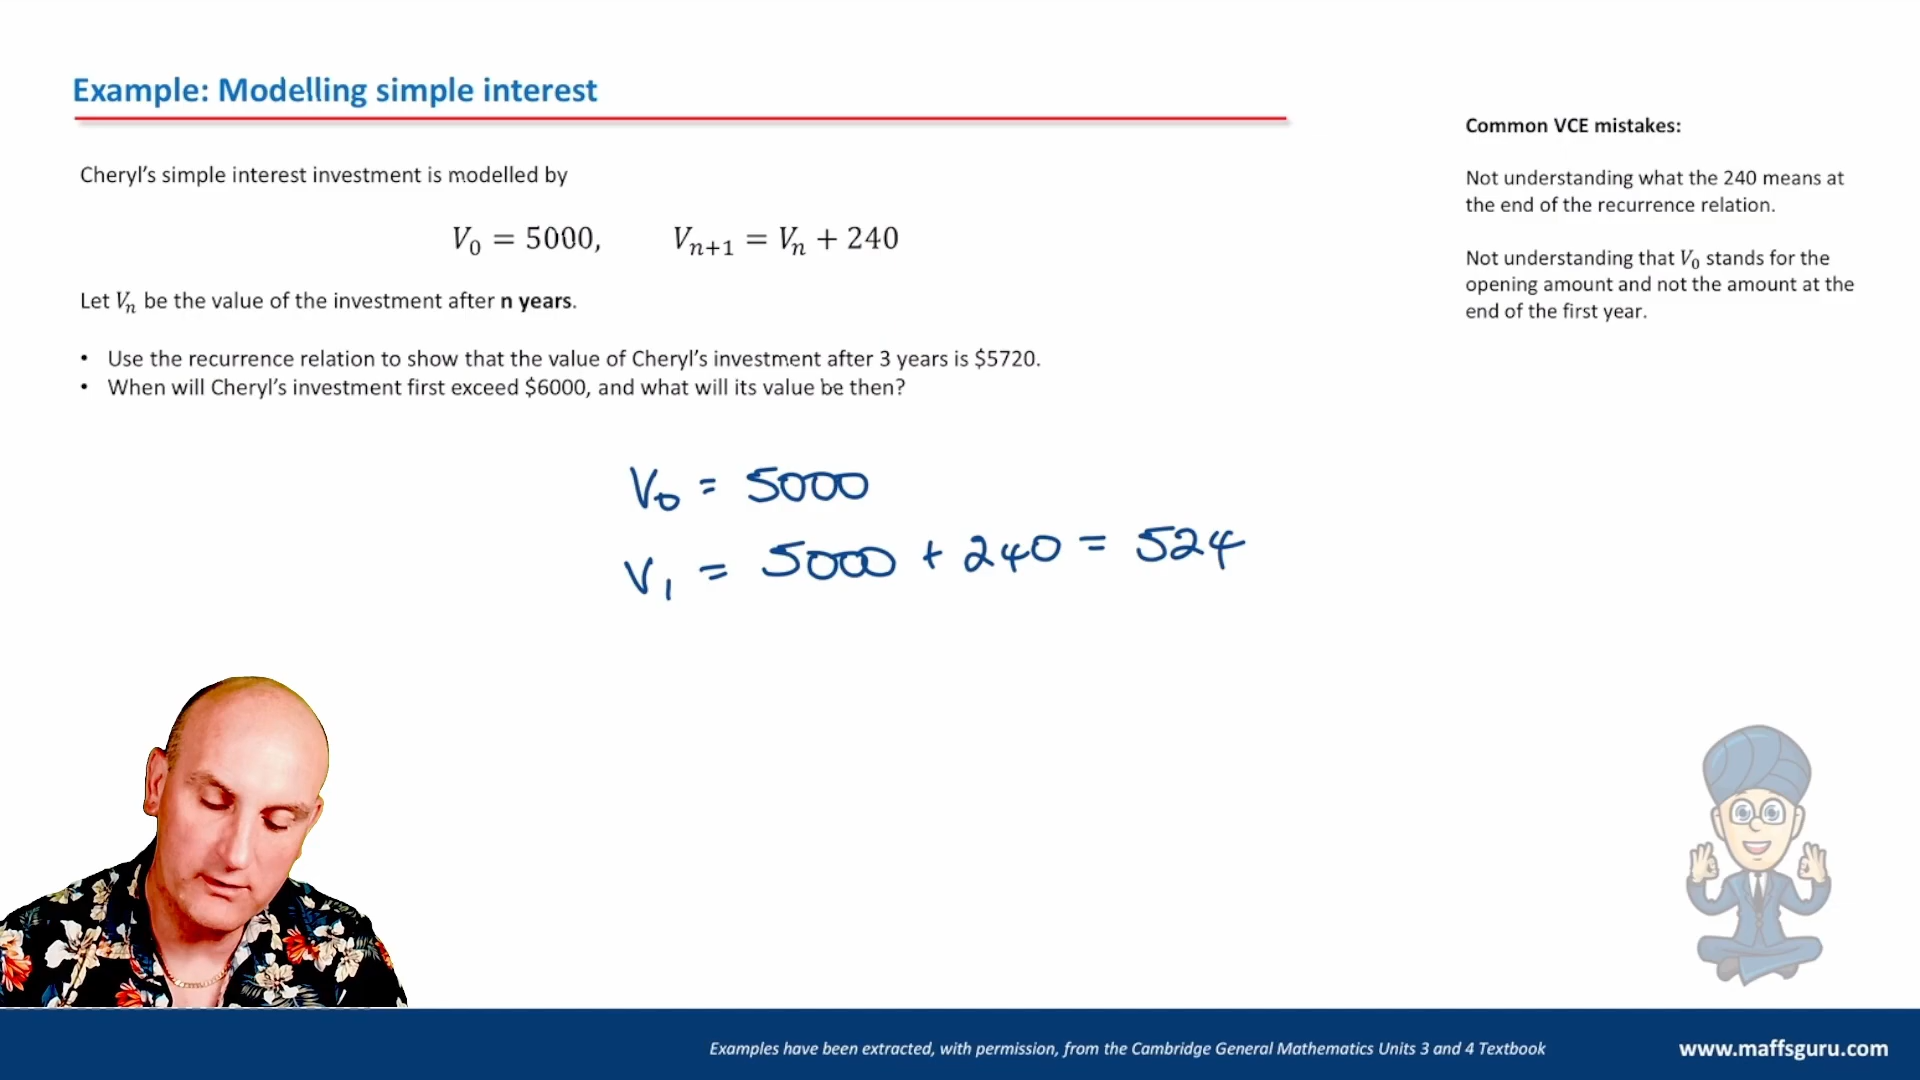 Example: Modelling simple interest
Cheryl's simple interest investment is modelled by
V₀ = 5000, Vₙ₊₁ = Vₙ + 240
Let Vₙ be the value of the investment after n years.
• Use the recurrence relation to show that the value of Cheryl's investment after 3 years is $5720.
• When will Cheryl's investment first exceed $6000, and what will its value be then?
V₀ = 5000
V₁ = 5000 + 240 = 524
Common VCE mistakes:
Not understanding what the 240 means at
the end of the recurrence relation.
Not understanding that V₀ stands for the
opening amount and not the amount at the
end of the first year.
Examples have been extracted, with permission, from the Cambridge General Mathematics Units 3 and 4 Textbook
www.maffsguru.com